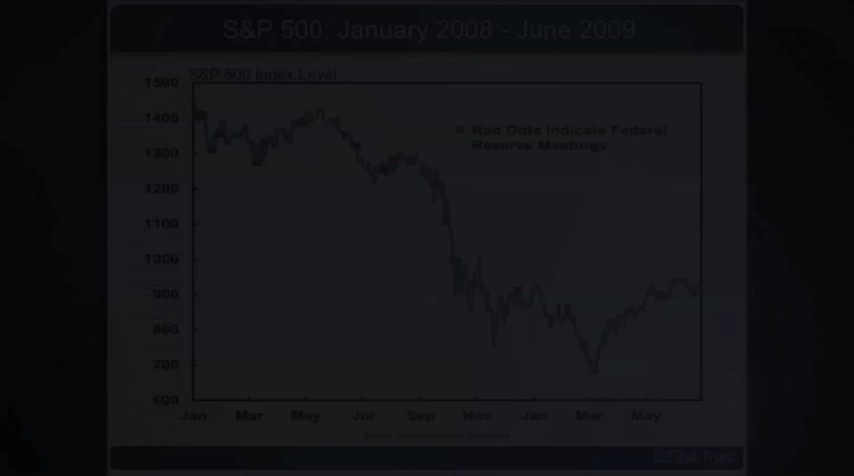 S&P 500: January 2008 - June 2009
S&P 500 Index Level
1500
1400
1300
1200
1100
1000
900
800
700
600
Red Dots Indicate Federal
Reserve Meetings
Jan Mar May Jul Sep Nov Jan Mar May
First Trust